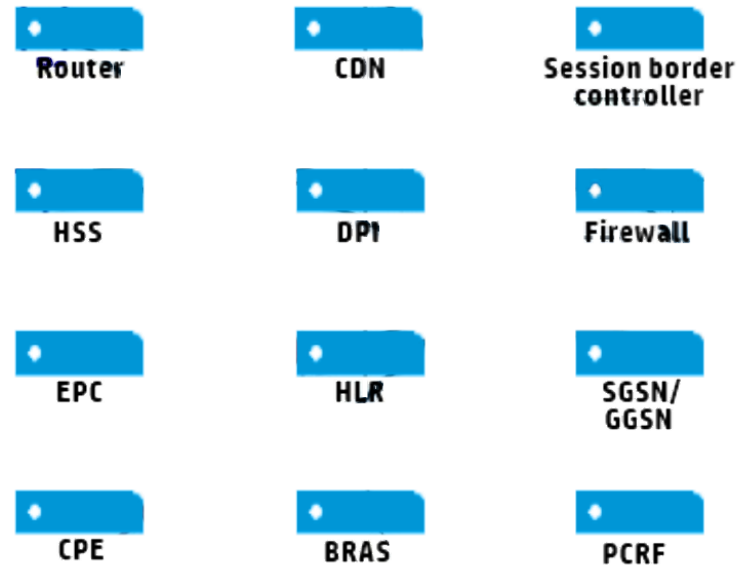 Router
CDN
Session border
controller
HSS
DPI
Firewall
EPC
HLR
SGSN/
GGSN
CPE
BRAS
PCRF